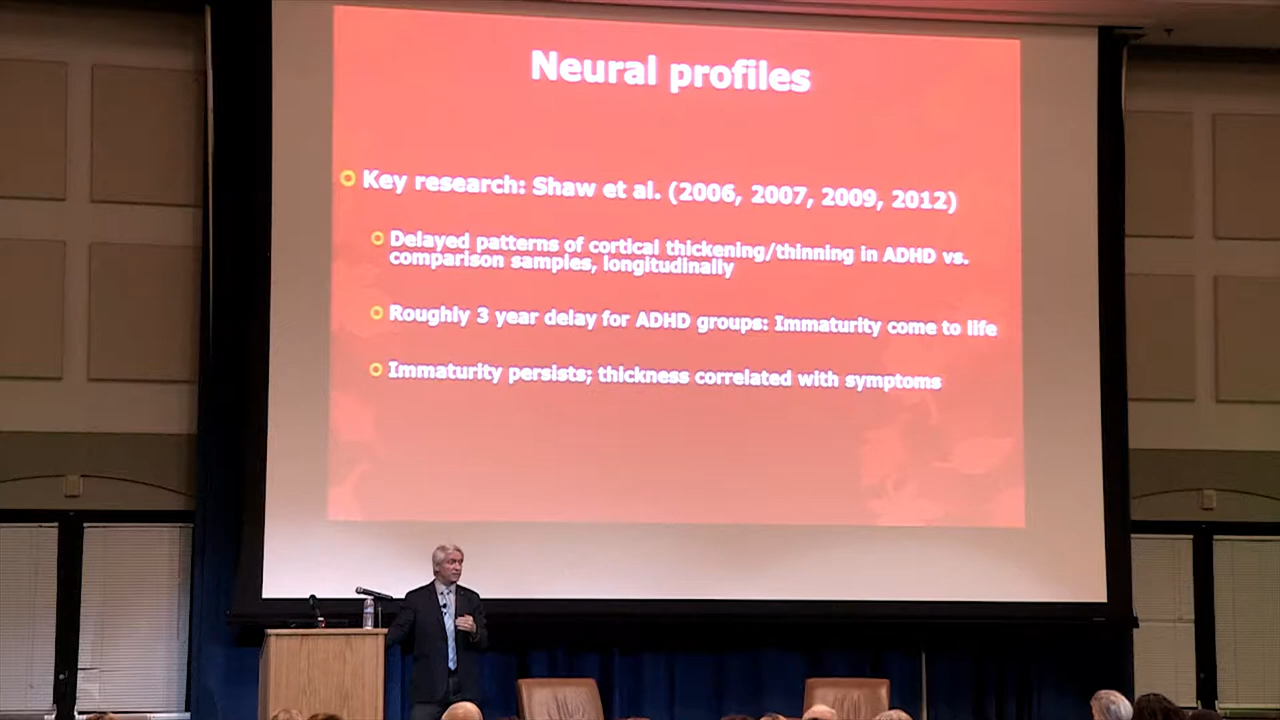 Neural profiles
Key research: Shaw et al. (2006, 2007, 2009, 2012)
Delayed patterns of cortical thickening/thinning in ADHD vs.
comparison samples, longitudinally
Roughly 3 year delay for ADHD groups: Immaturity come to life
Immaturity persists; thickness correlated with symptoms